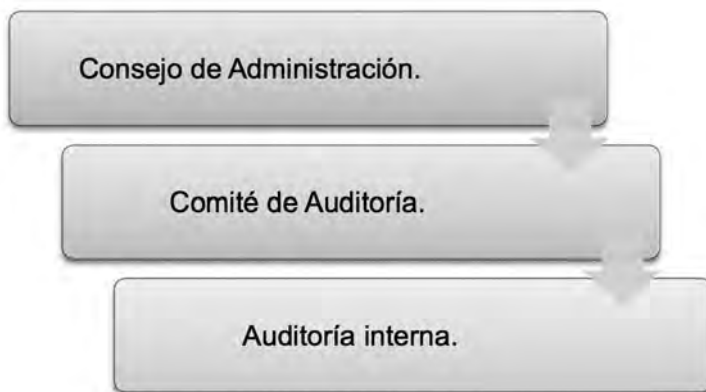 Consejo de Administración.
Comité de Auditoría.
Auditoría interna.